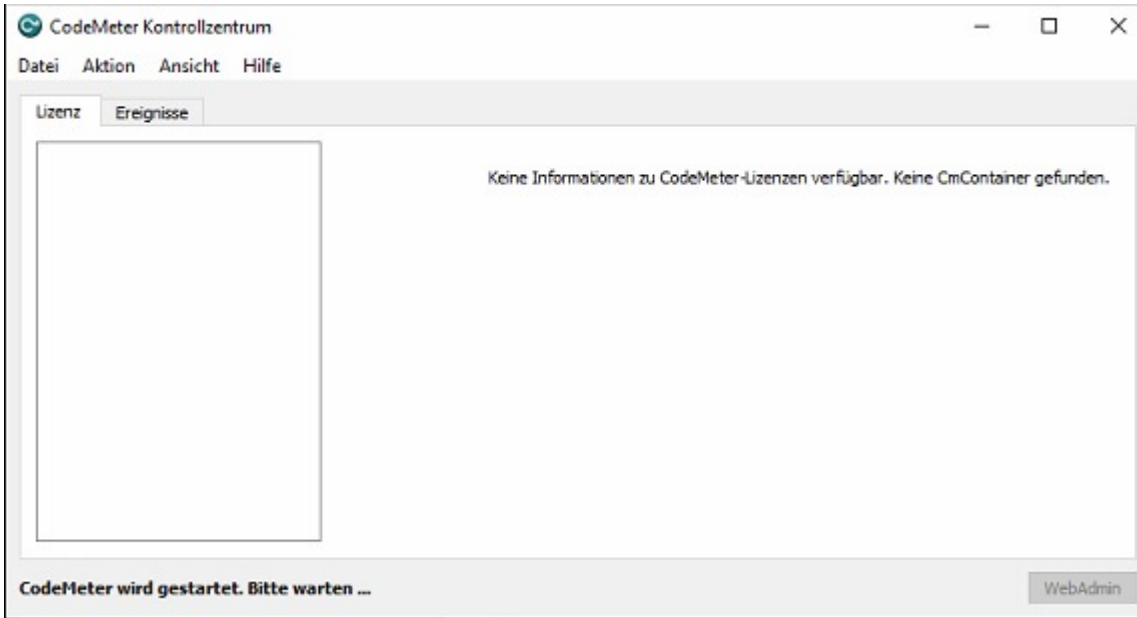 CodeMeter Kontrollzentrum
Datei Aktion Ansicht Hilfe
Lizenz Ereignisse
Keine Informationen zu CodeMeter-Lizenzen verfügbar. Keine CmContainer gefunden.
CodeMeter wird gestartet. Bitte warten ...
WebAdmin